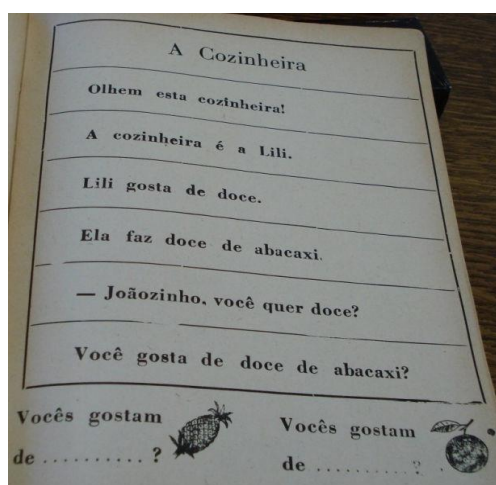 A Cozinheira
Olhem esta cozinheira!
A cozinheira é a Lili.
Lili gosta de doce.
Ela faz doce de abacaxi.
— Joãozinho, você quer doce?
Você gosta de doce de abacaxi?
Vocês gostam
de .......... ?
Vocês gostam
de .......... ?